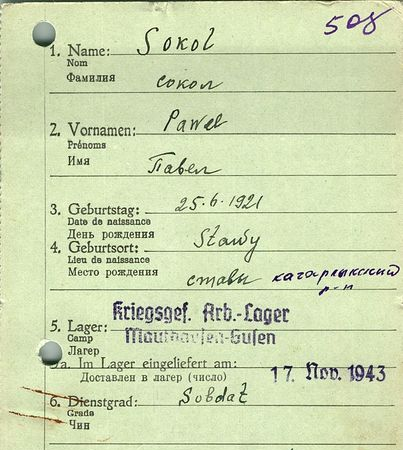 508
1. Name: Sokol
Nom
Фамилия сокол
2. Vornamen: Pawel
Prénoms
Имя Павел
3. Geburtstag: 25.6.1921
Date de naissance
День рождения
4. Geburtsort: Stawy
Lieu de naissance
Место рождения стави кагарлыкский
р-н
Kriegsgef. Arb.-Lager
5. Lager: Mauthausen-Gusen
Camp
Лагерь
5a. Im Lager eingeliefert am: 17. Nov. 1943
Доставлен в лагерь (число)
6. Dienstgrad: Soldat
Grade
Чин